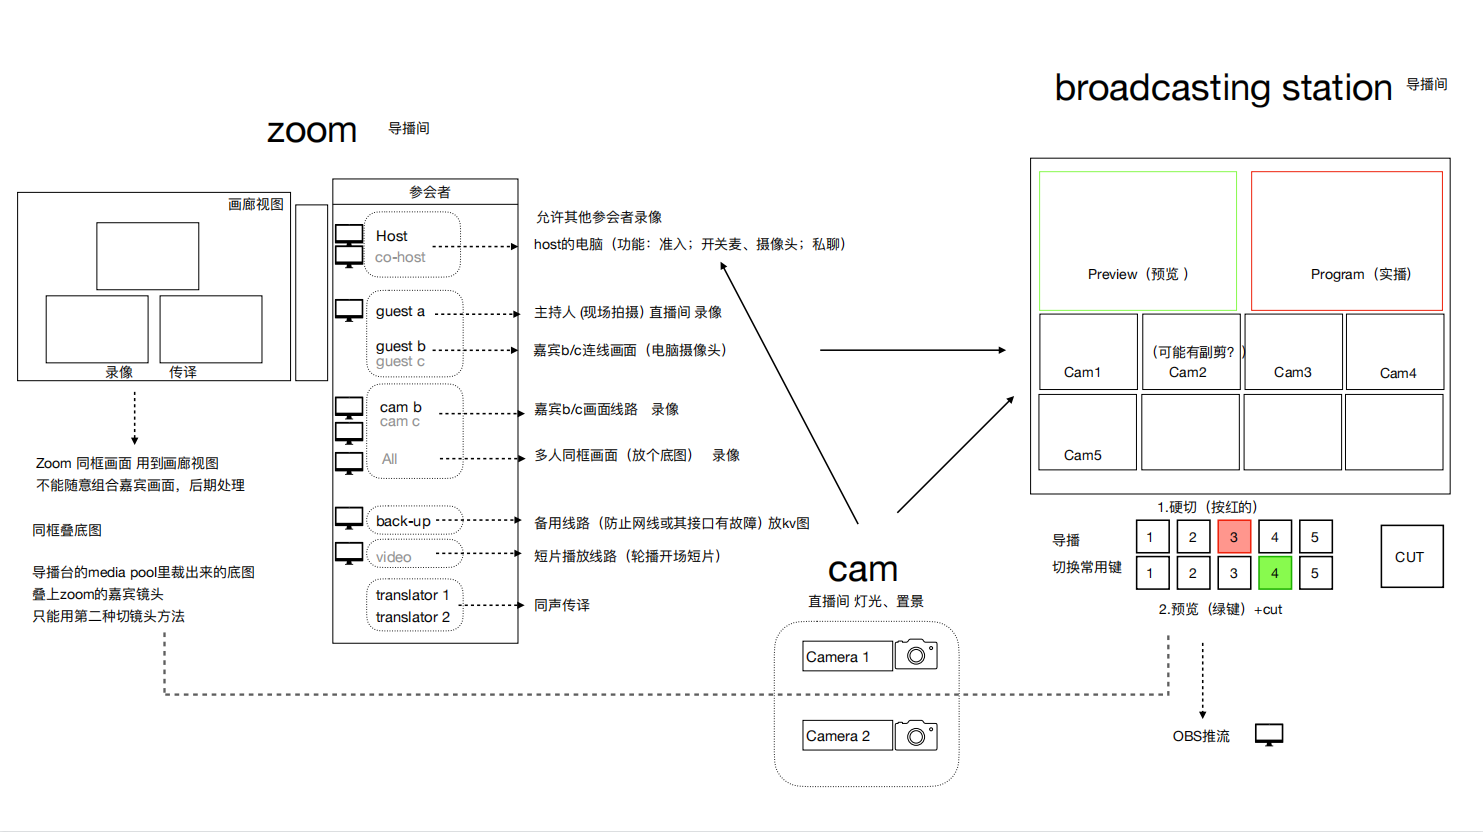 broadcasting station 导播间
zoom 导播间
画廊视图
录像 传译
Zoom 同框画面 用到画廊视图
不能随意组合嘉宾画面，后期处理
同框叠底图
导播台的media pool里裁出来的底图
叠上zoom的嘉宾镜头
只能用第二种切镜头方法
参会者
Host
co-host
guest a
guest b
guest c
cam b
cam c
All
back-up
video
translator 1
translator 2
允许其他参会者录像
host的电脑（功能：准入；开关麦、摄像头；私聊）
主持人 (现场拍摄) 直播间 录像
嘉宾b/c连线画面（电脑摄像头）
嘉宾b/c画面线路 录像
多人同框画面（放个底图） 录像
备用线路（防止网线或其接口有故障) 放kv图
短片播放线路（轮播开场短片）
同声传译
cam
直播间 灯光、置景
Camera 1
Camera 2
Preview（预览 ）
Program（实播)
Cam1
（可能有副剪？）
Cam2
Cam3
Cam4
Cam5
1.硬切（按红的）
导播
切换常用键
1 2 3 4 5
1 2 3 4 5
CUT
2.预览（绿键）+cut
OBS推流